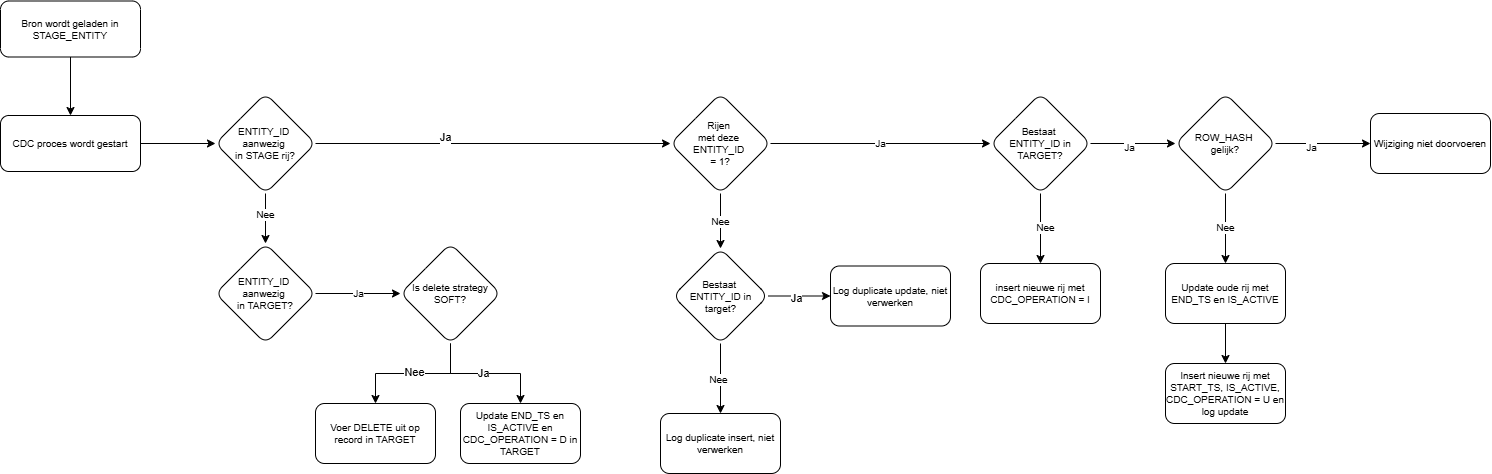 Bron wordt geladen in
STAGE_ENTITY
CDC proces wordt gestart
ENTITY_ID
aanwezig
in STAGE rij?
Ja
Rijen
met deze
ENTITY_ID
= 1?
Ja
Bestaat
ENTITY_ID in
TARGET?
Ja
ROW_HASH
gelijk?
Ja
Wijziging niet doorvoeren
Nee
Nee
Nee
Nee
ENTITY_ID
aanwezig
in TARGET?
Ja
Is delete strategy
SOFT?
Bestaat
ENTITY_ID in
target?
Ja
Log duplicate update, niet
verwerken
insert nieuwe rij met
CDC_OPERATION = I
Update oude rij met
END_TS en IS_ACTIVE
Nee
Ja
Nee
Voer DELETE uit op
record in TARGET
Update END_TS en
IS_ACTIVE en
CDC_OPERATION = D in
TARGET
Log duplicate insert, niet
verwerken
Insert nieuwe rij met
START_TS, IS_ACTIVE,
CDC_OPERATION = U en
log update